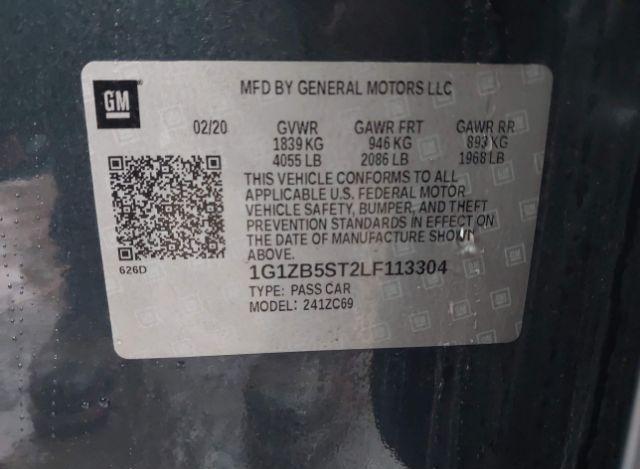 GM
MFD BY GENERAL MOTORS LLC
02/20 GVWR GAWR FRT GAWR RR
1839 KG 946 KG 893 KG
4055 LB 2086 LB 1968 LB
THIS VEHICLE CONFORMS TO ALL
APPLICABLE U.S. FEDERAL MOTOR
VEHICLE SAFETY, BUMPER, AND THEFT
PREVENTION STANDARDS IN EFFECT ON
THE DATE OF MANUFACTURE SHOWN
ABOVE.
626D
1G1ZB5ST2LF113304
TYPE: PASS CAR
MODEL: 241ZC69